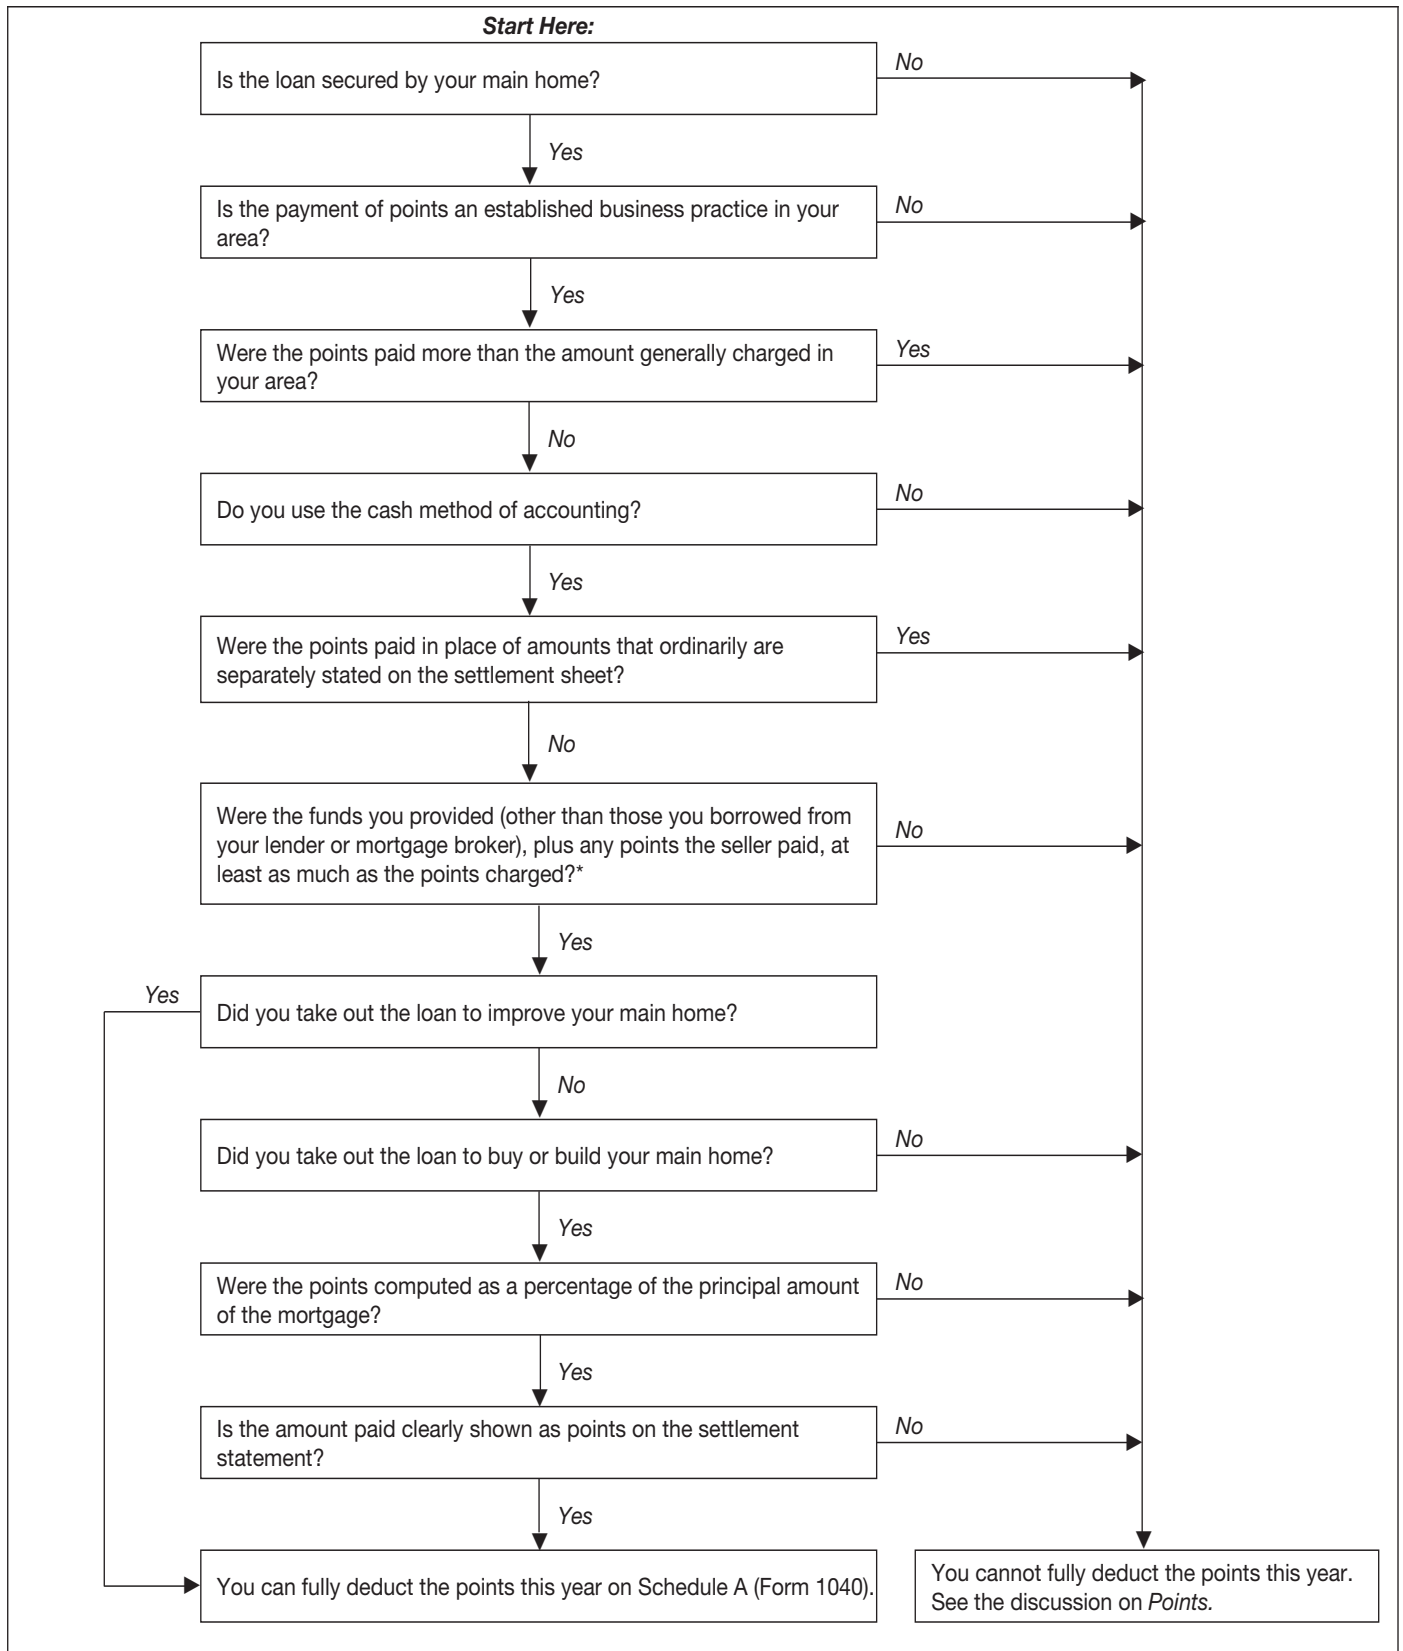 Start Here:
Is the loan secured by your main home?
No
Yes
Is the payment of points an established business practice in your
area?
No
Yes
Were the points paid more than the amount generally charged in
your area?
Yes
No
Do you use the cash method of accounting?
No
Yes
Were the points paid in place of amounts that ordinarily are
separately stated on the settlement sheet?
Yes
No
Were the funds you provided (other than those you borrowed from
your lender or mortgage broker), plus any points the seller paid, at
least as much as the points charged?*
No
Yes
Did you take out the loan to improve your main home?
Yes
No
Did you take out the loan to buy or build your main home?
No
Yes
Were the points computed as a percentage of the principal amount
of the mortgage?
No
Yes
Is the amount paid clearly shown as points on the settlement
statement?
No
Yes
You can fully deduct the points this year on Schedule A (Form 1040).
You cannot fully deduct the points this year.
See the discussion on Points.